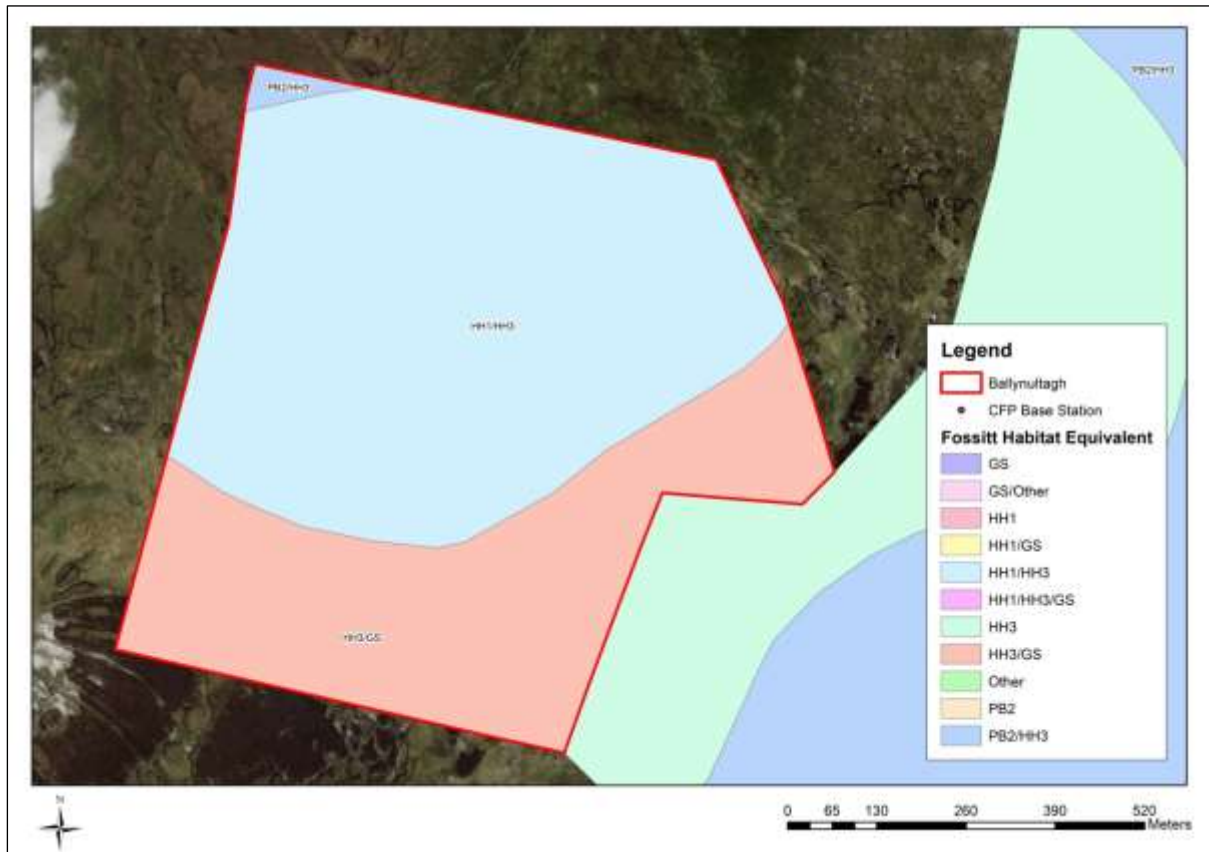 PB2/HH3
PB2/HH3
HH1/HH3
HH3/GS
Legend
Ballynultagh
CFP Base Station
Fossitt Habitat Equivalent
GS
GS/Other
HH1
HH1/GS
HH1/HH3
HH1/HH3/GS
HH3
HH3/GS
Other
PB2
PB2/HH3
N
0 65 130 260 390 520
Meters